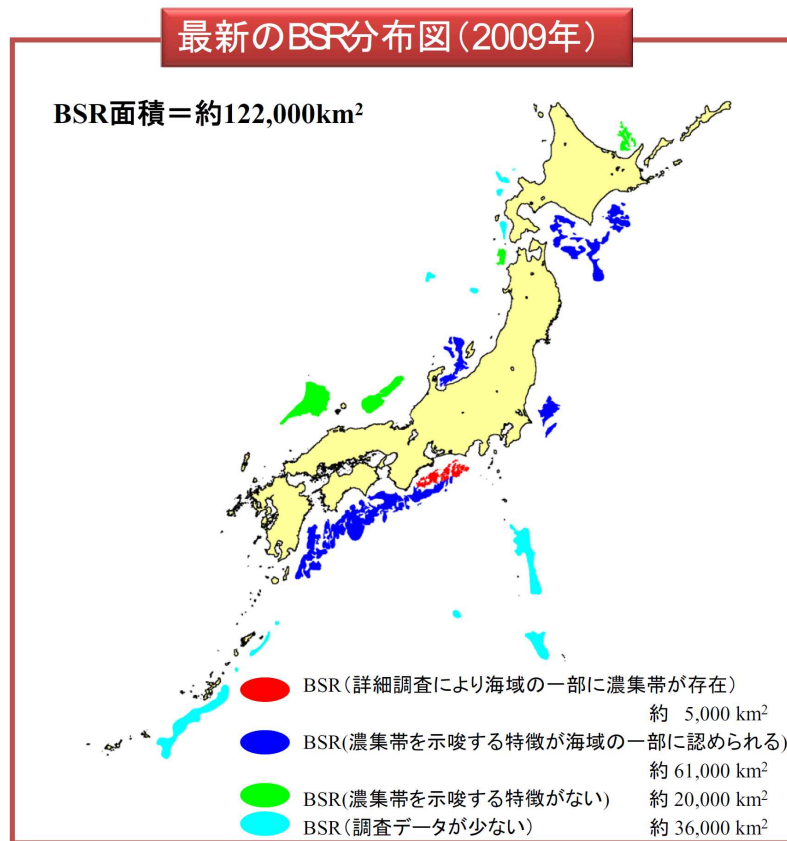 最新のBSR分布図（2009年）
BSR面積＝約122,000km²
BSR（詳細調査により海域の一部に濃集帯が存在）
約 5,000 km²
BSR(濃集帯を示唆する特徴が海域の一部に認められる)
約 61,000 km²
BSR(濃集帯を示唆する特徴がない) 約 20,000 km²
BSR（調査データが少ない） 約 36,000 km²